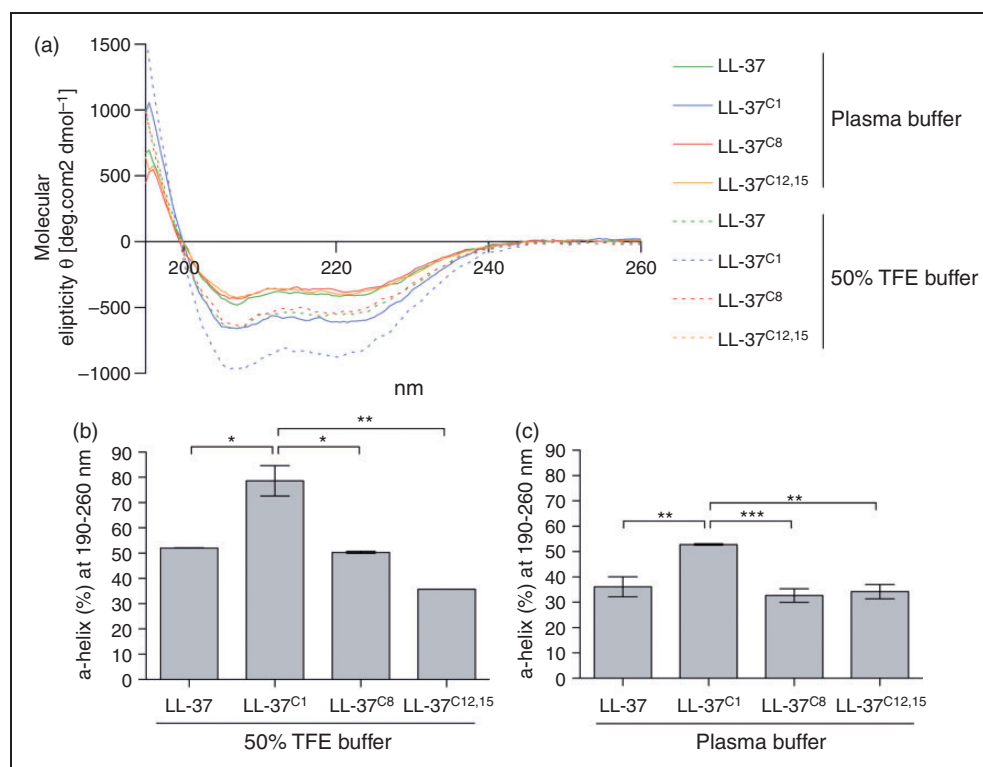 (a)
1500
1000
500
0
−500
−1000
Molecular
elipticity θ [deg.com2 dmol⁻¹]
200
220
240
260
nm
LL-37
LL-37C1
LL-37C8
LL-37C12,15
Plasma buffer
LL-37
LL-37C1
LL-37C8
LL-37C12,15
50% TFE buffer
(b)
90
80
70
60
50
40
30
20
10
0
a-helix (%) at 190-260 nm
*
*
**
LL-37
LL-37C1
LL-37C8
LL-37C12,15
50% TFE buffer
(c)
90
80
70
60
50
40
30
20
10
0
a-helix (%) at 190-260 nm
**
***
**
LL-37
LL-37C1
LL-37C8
LL-37C12,15
Plasma buffer